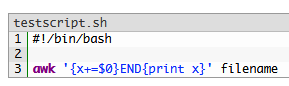 testscript.sh
1 #!/bin/bash
2
3 awk '{x+=$0}END{print x}' filename